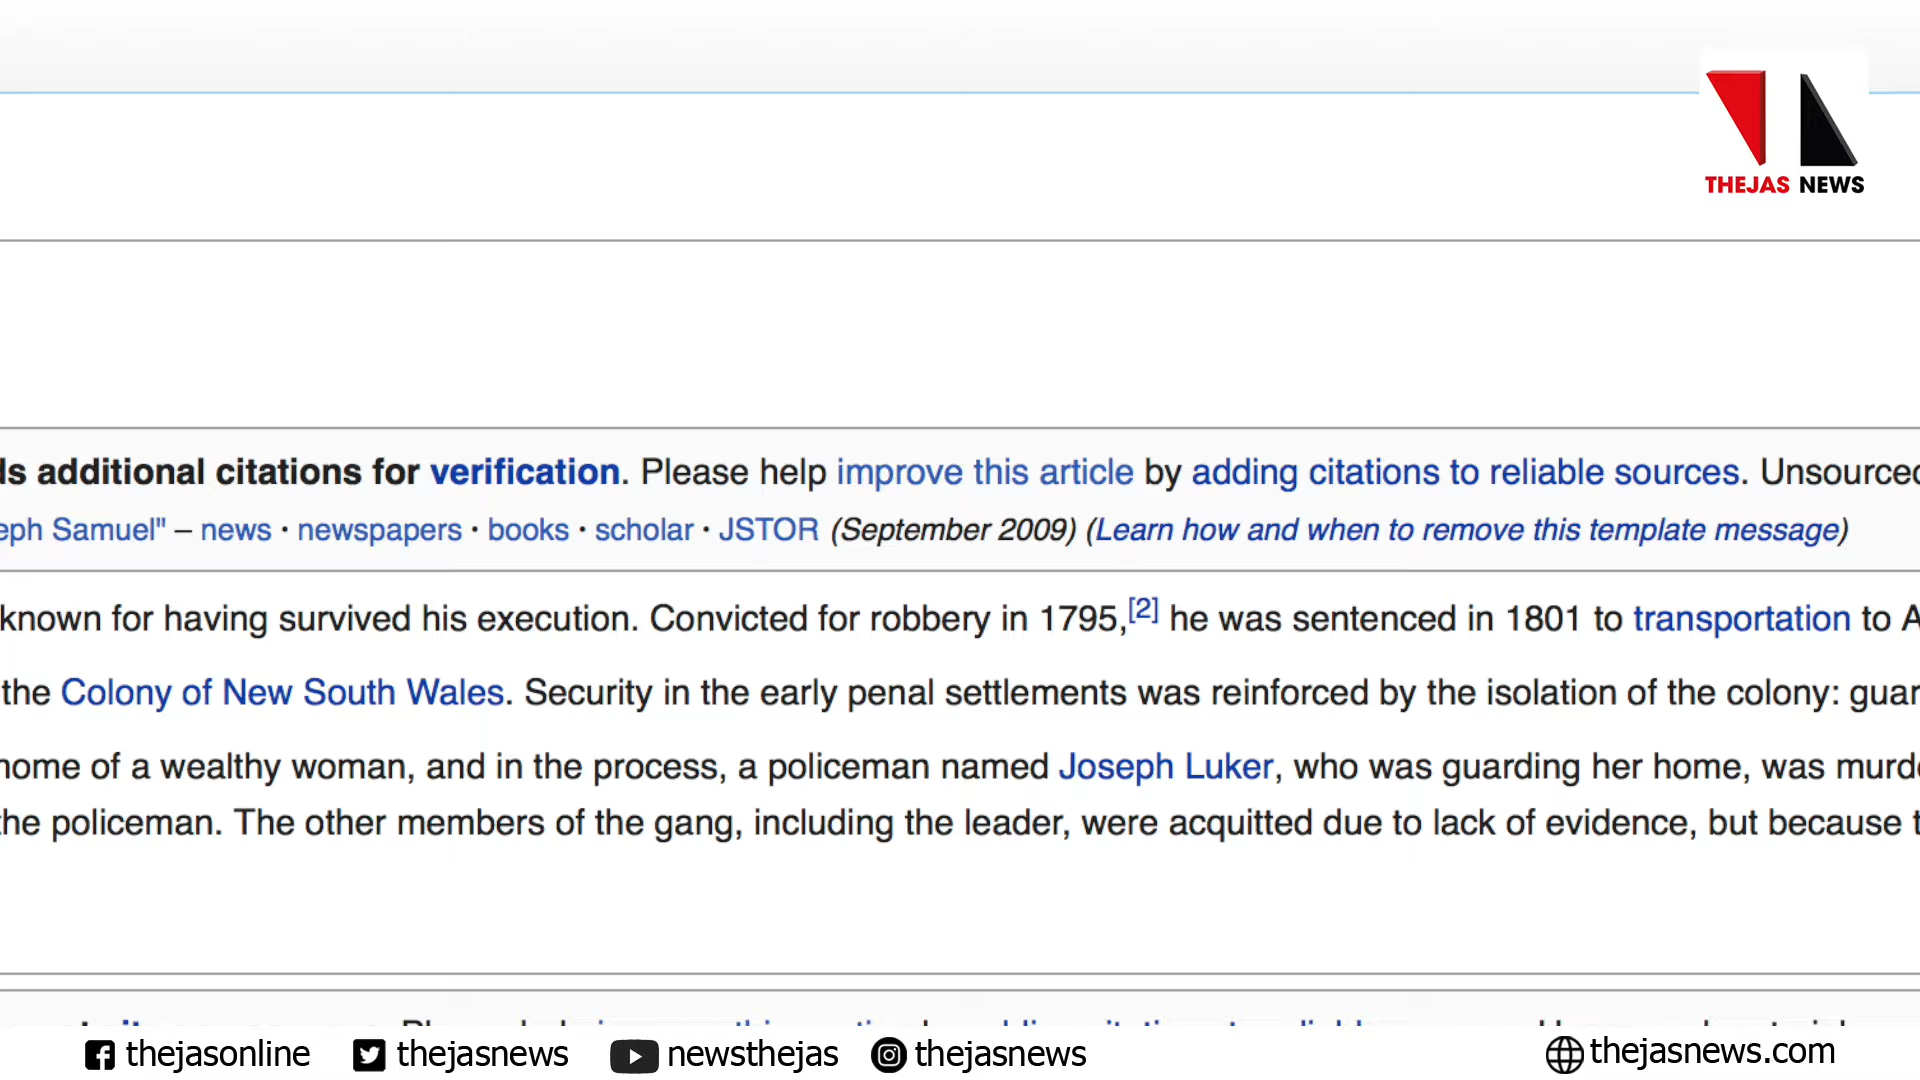 THEJAS NEWS
ds additional citations for verification. Please help improve this article by adding citations to reliable sources. Unsourced
eph Samuel" – news · newspapers · books · scholar · JSTOR (September 2009) (Learn how and when to remove this template message)
known for having survived his execution. Convicted for robbery in 1795,[2] he was sentenced in 1801 to transportation to A
the Colony of New South Wales. Security in the early penal settlements was reinforced by the isolation of the colony: guar
home of a wealthy woman, and in the process, a policeman named Joseph Luker, who was guarding her home, was murde
the policeman. The other members of the gang, including the leader, were acquitted due to lack of evidence, but because t
thejasonline thejasnews newsthejas thejasnews thejasnews.com